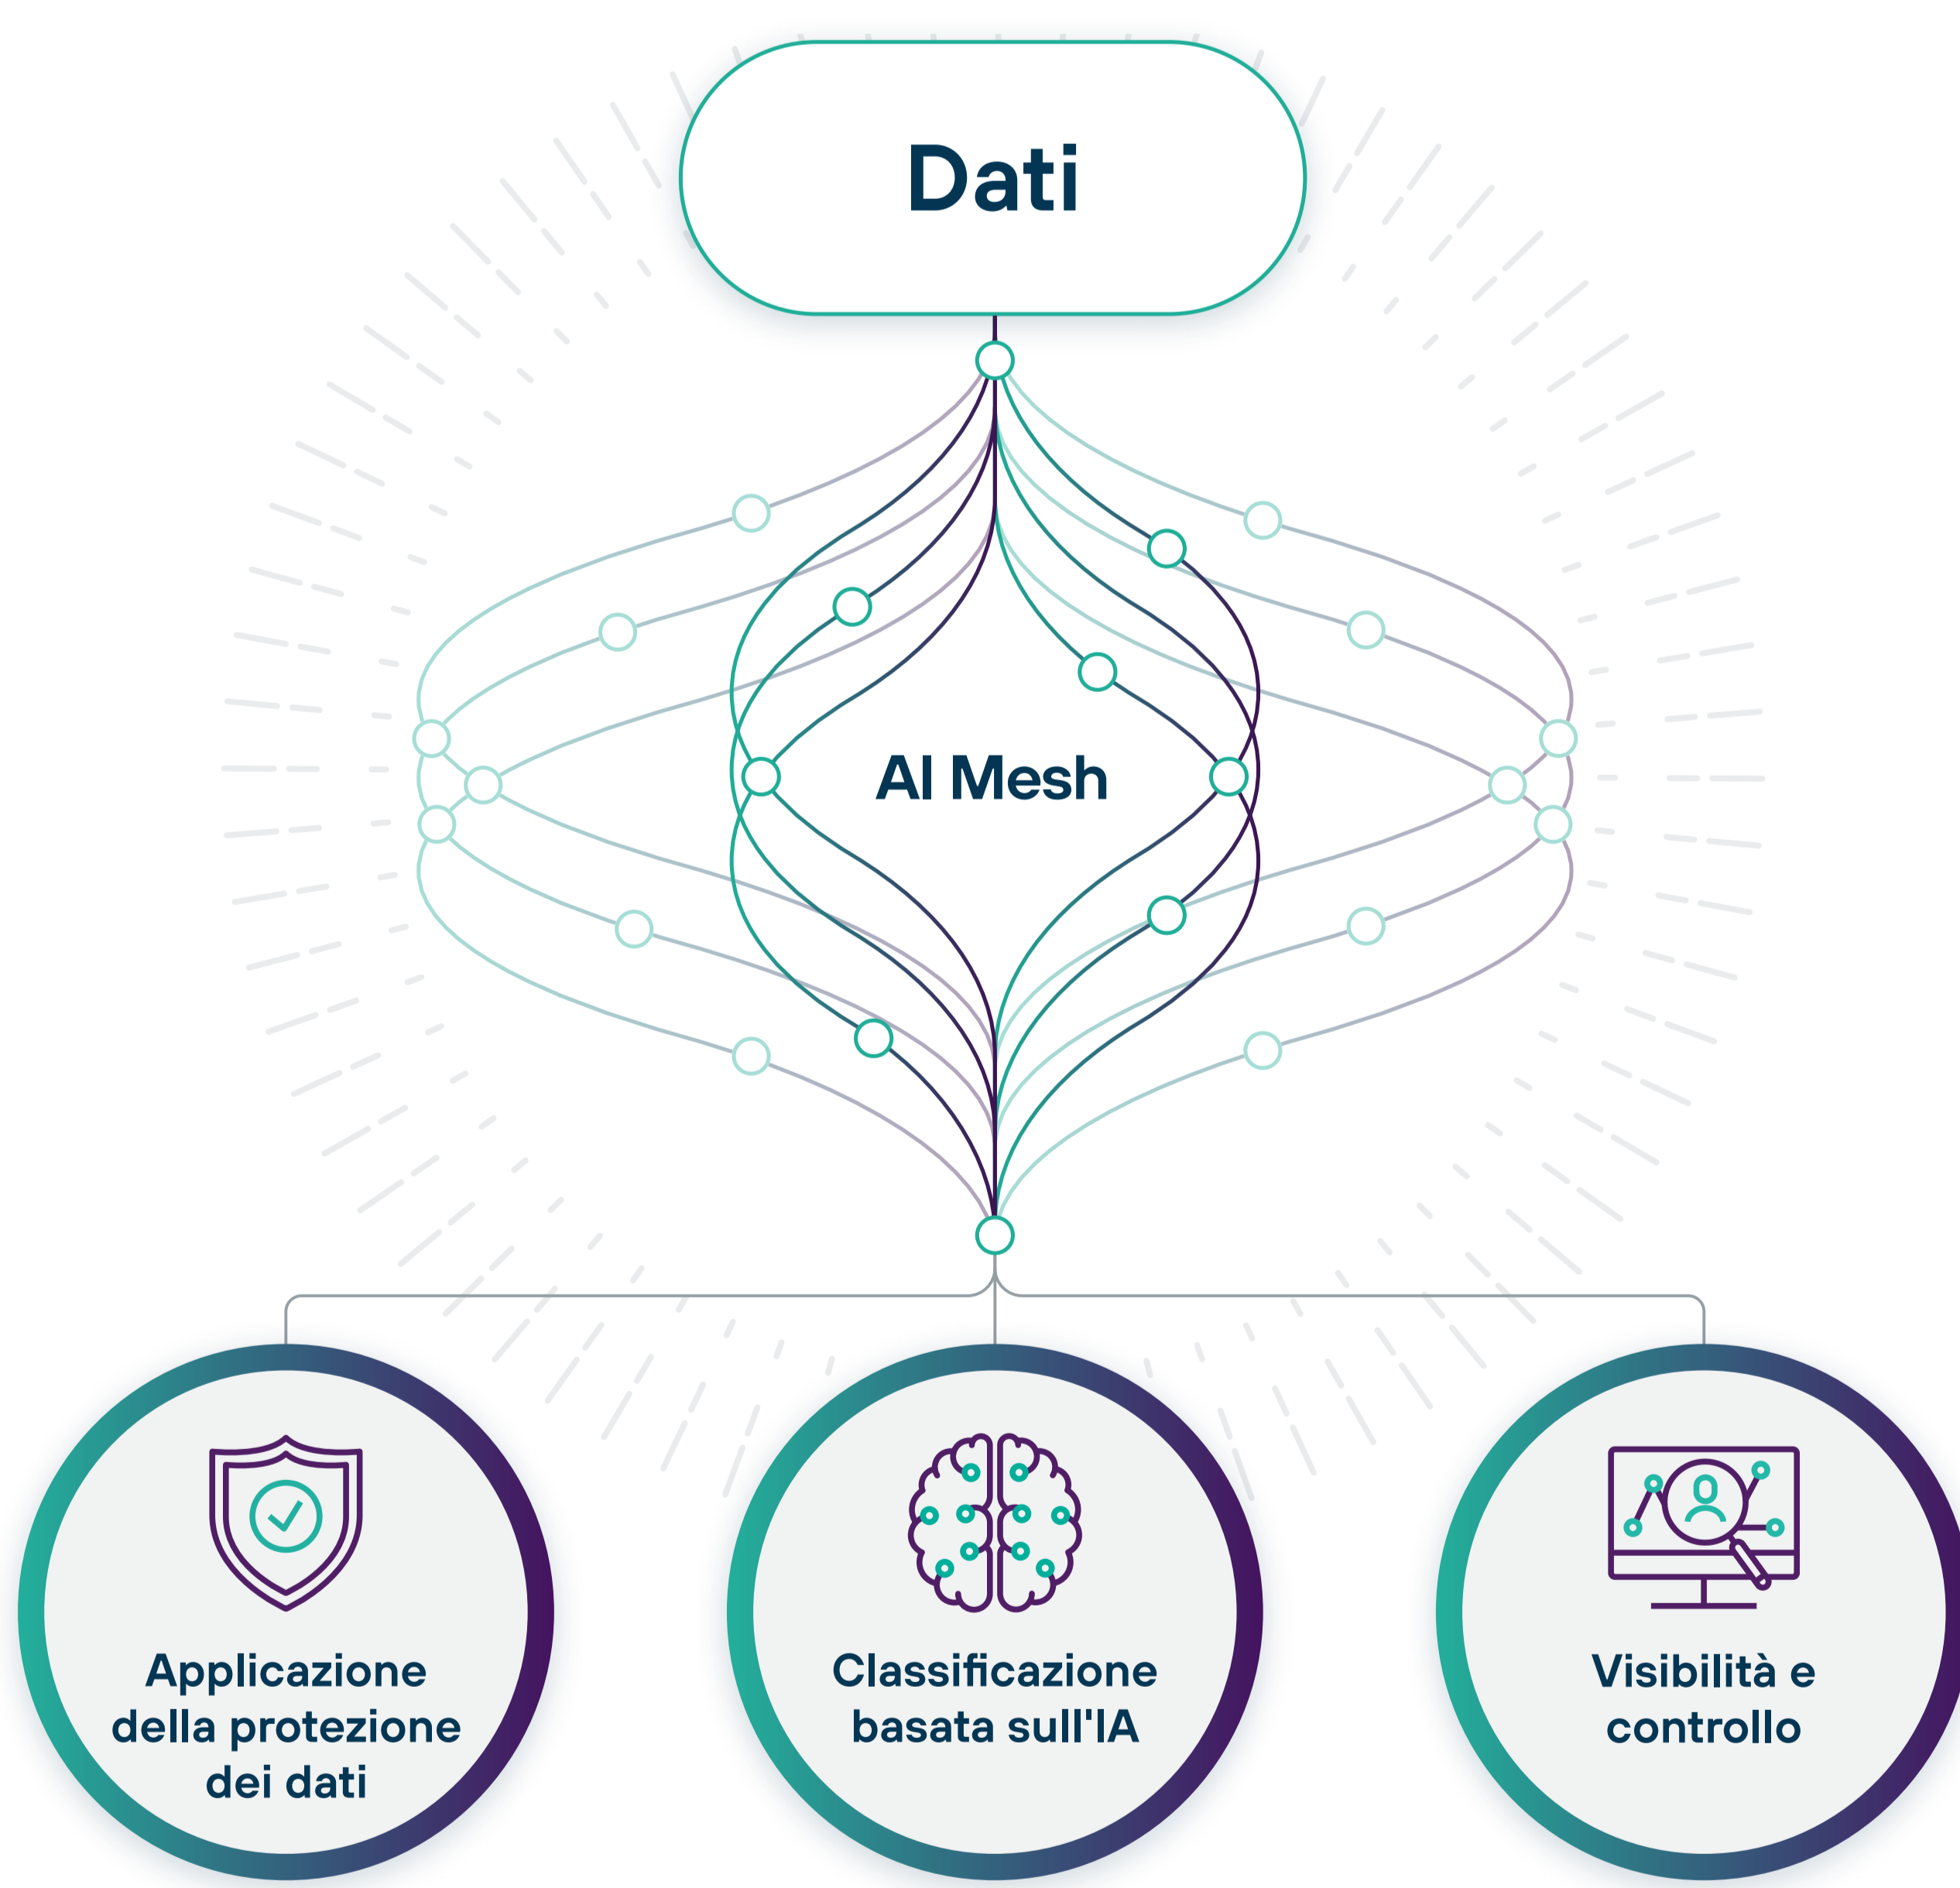 Dati
AI Mesh
Applicazione
della protezione
dei dati
Classificazione
basata sull'IA
Visibilità e
controllo